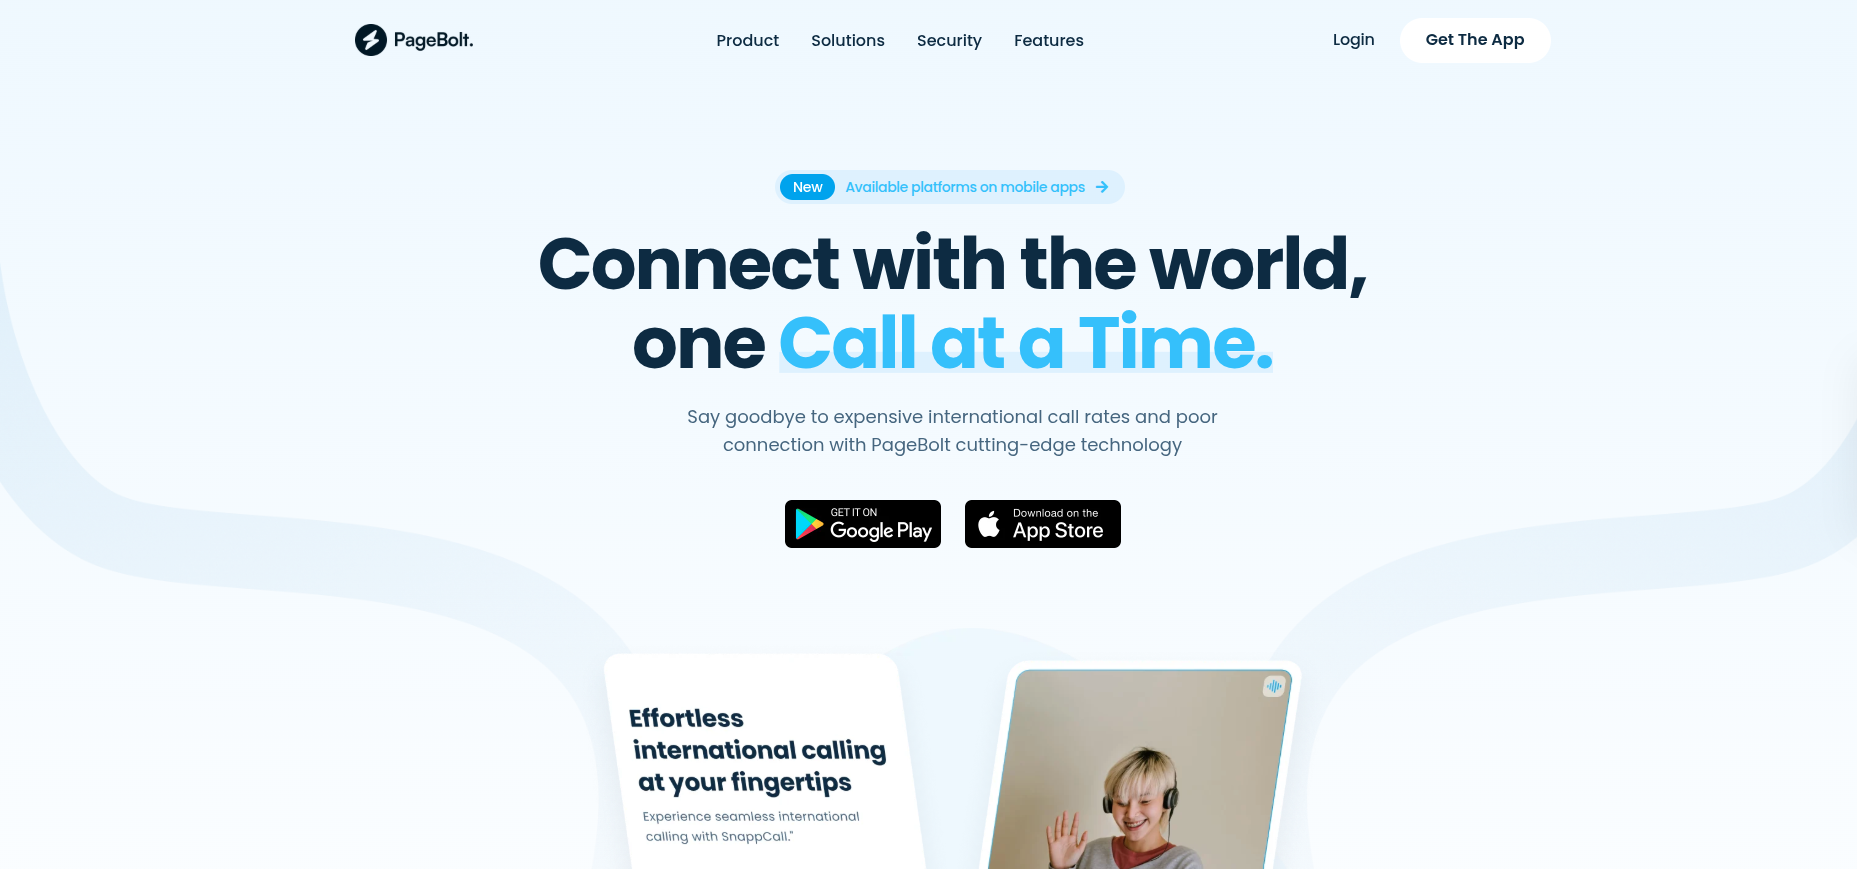 PageBolt.
Product
Solutions
Security
Features
Login
Get The App
New
Available platforms on mobile apps
Connect with the world,
one Call at a Time.
Say goodbye to expensive international call rates and poor
connection with PageBolt cutting-edge technology
GET IT ON
Google Play
Download on the
App Store
Effortless
international calling
at your fingertips
Experience seamless international
calling with SnappCall."